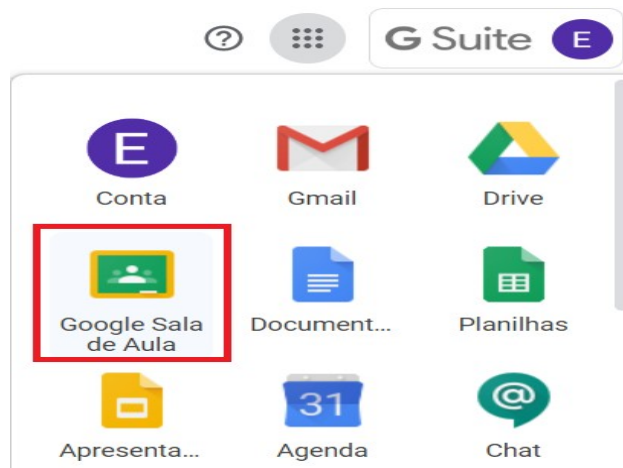 ? G Suite E
E
Conta Gmail Drive
Google Sala Document... Planilhas
de Aula
31 @
Apresenta... Agenda Chat